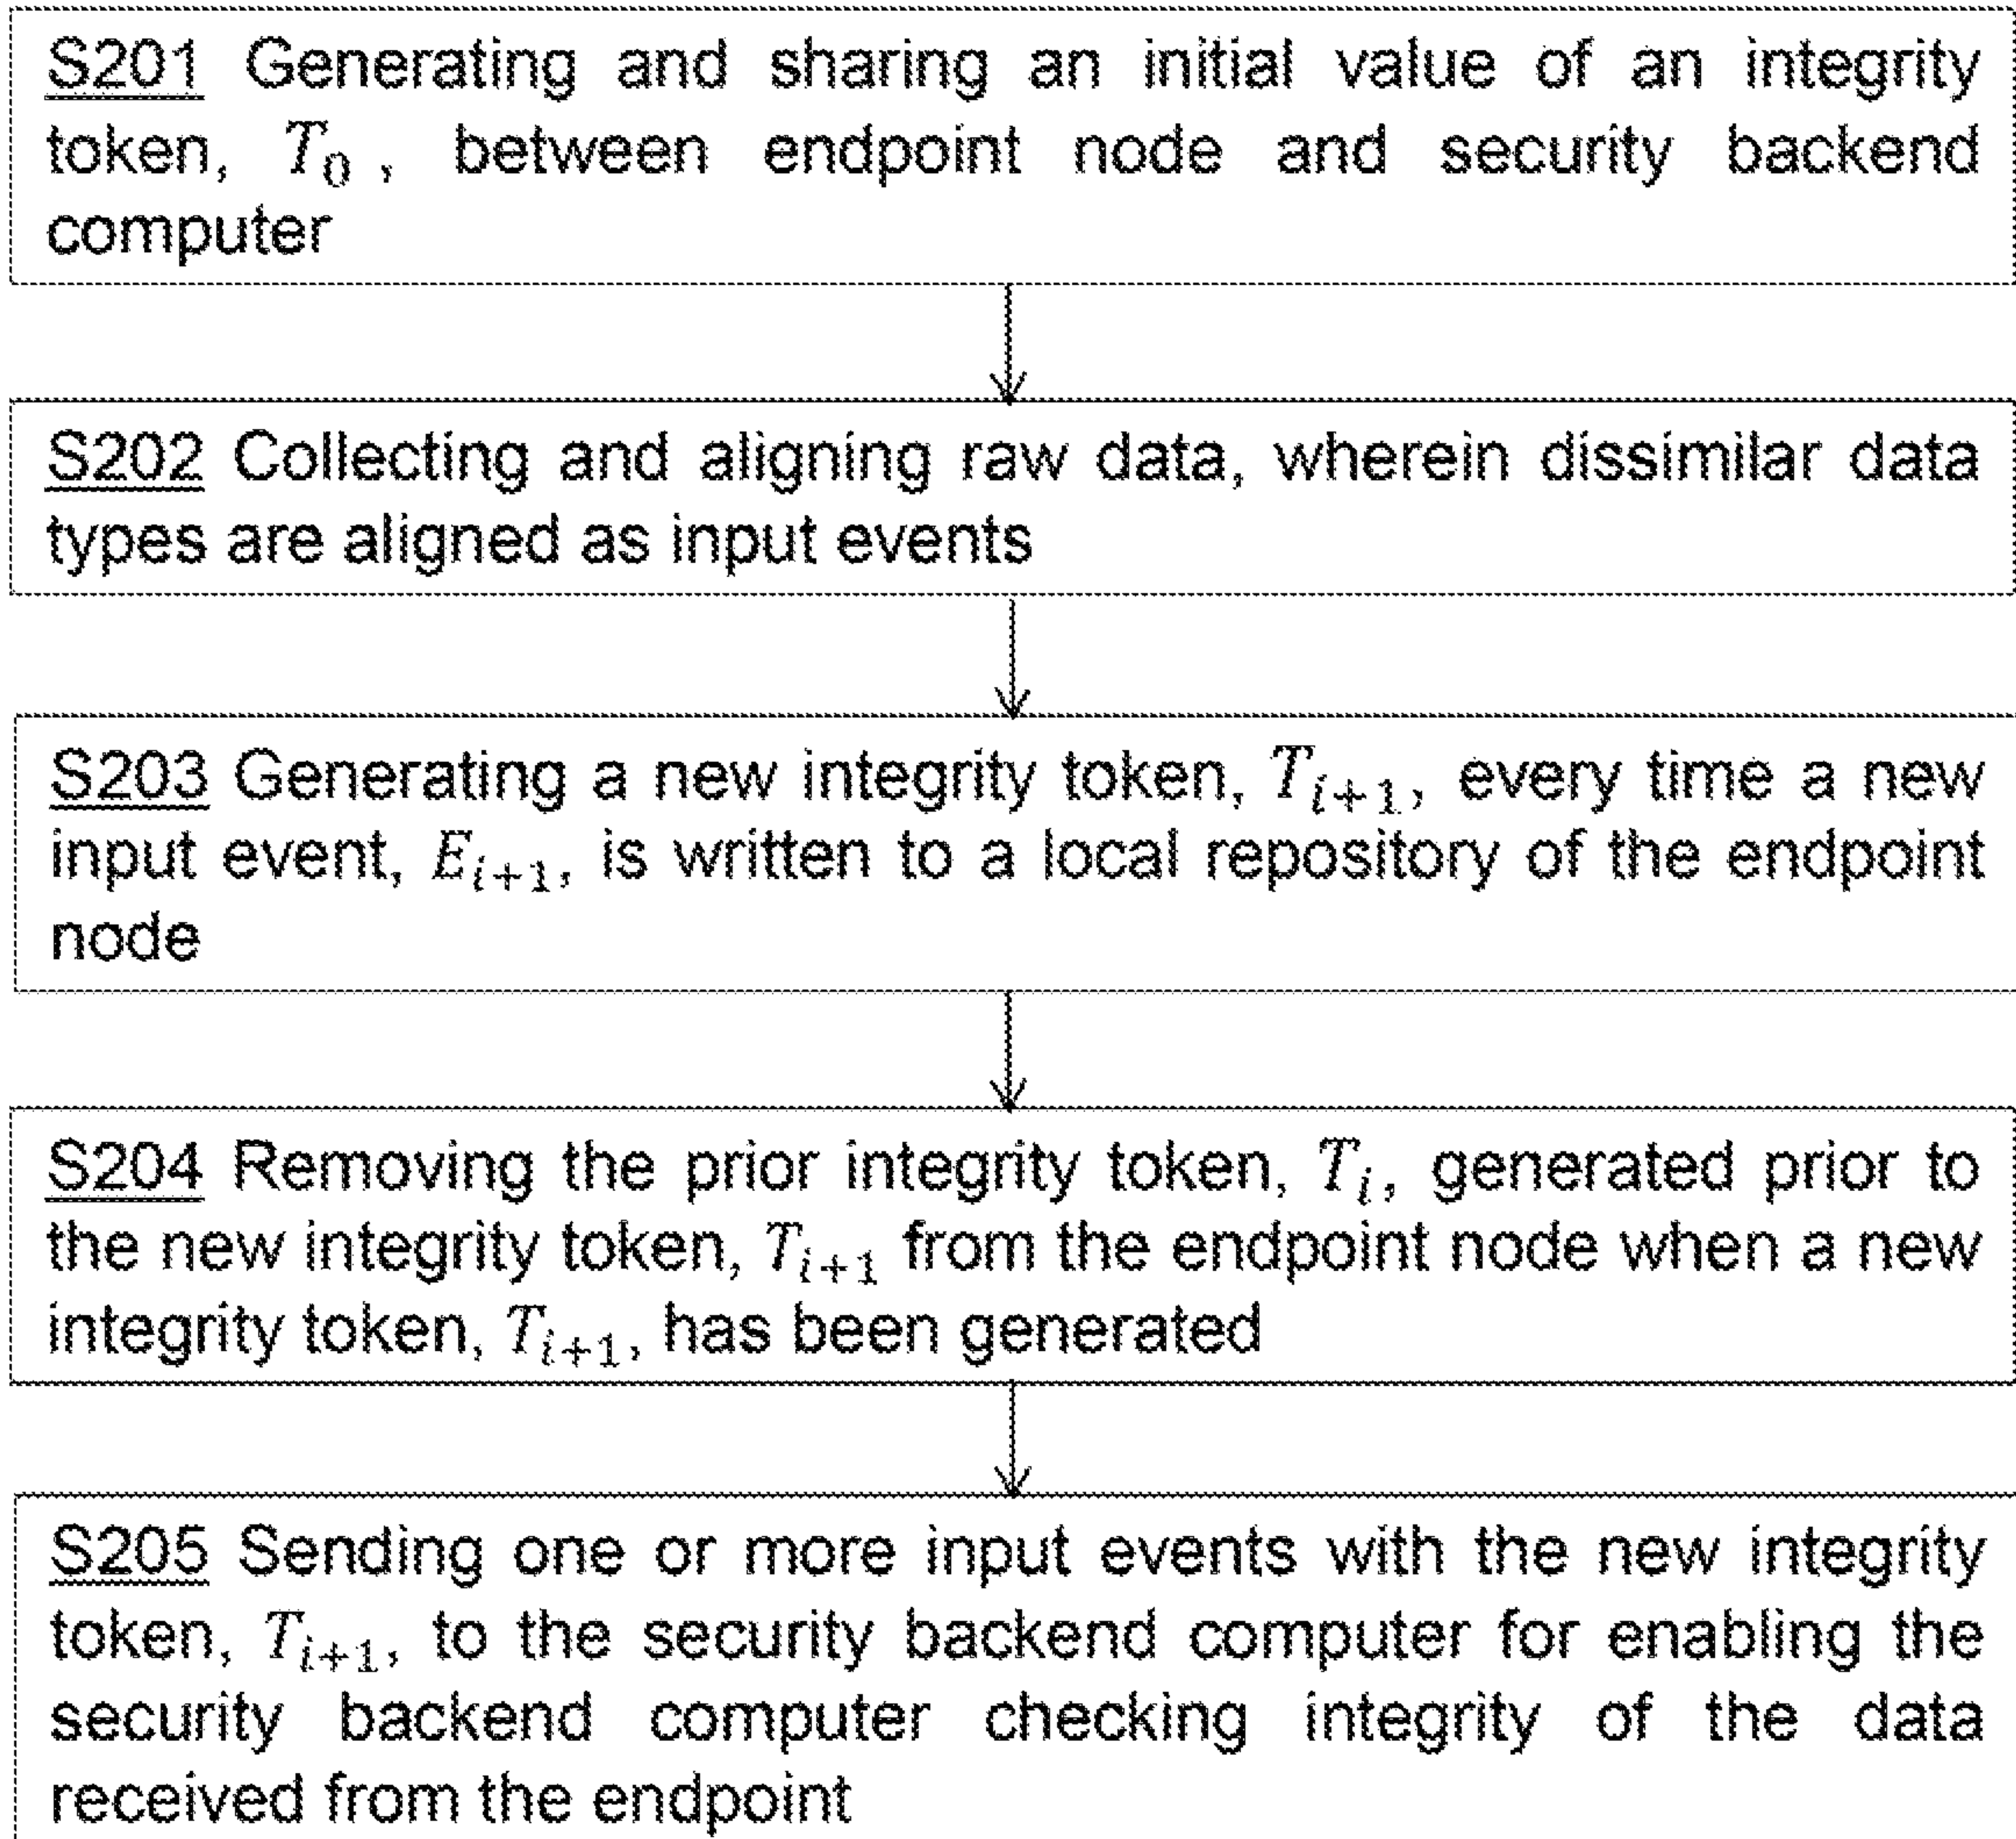 S201 Generating and sharing an initial value of an integrity
token, T₀ , between endpoint node and security backend
computer
S202 Collecting and aligning raw data, wherein dissimilar data
types are aligned as input events
S203 Generating a new integrity token, Tᵢ₊₁, every time a new
input event, Eᵢ₊₁, is written to a local repository of the endpoint
node
S204 Removing the prior integrity token, Tᵢ, generated prior to
the new integrity token, Tᵢ₊₁ from the endpoint node when a new
integrity token, Tᵢ₊₁, has been generated
S205 Sending one or more input events with the new integrity
token, Tᵢ₊₁, to the security backend computer for enabling the
security backend computer checking integrity of the data
received from the endpoint